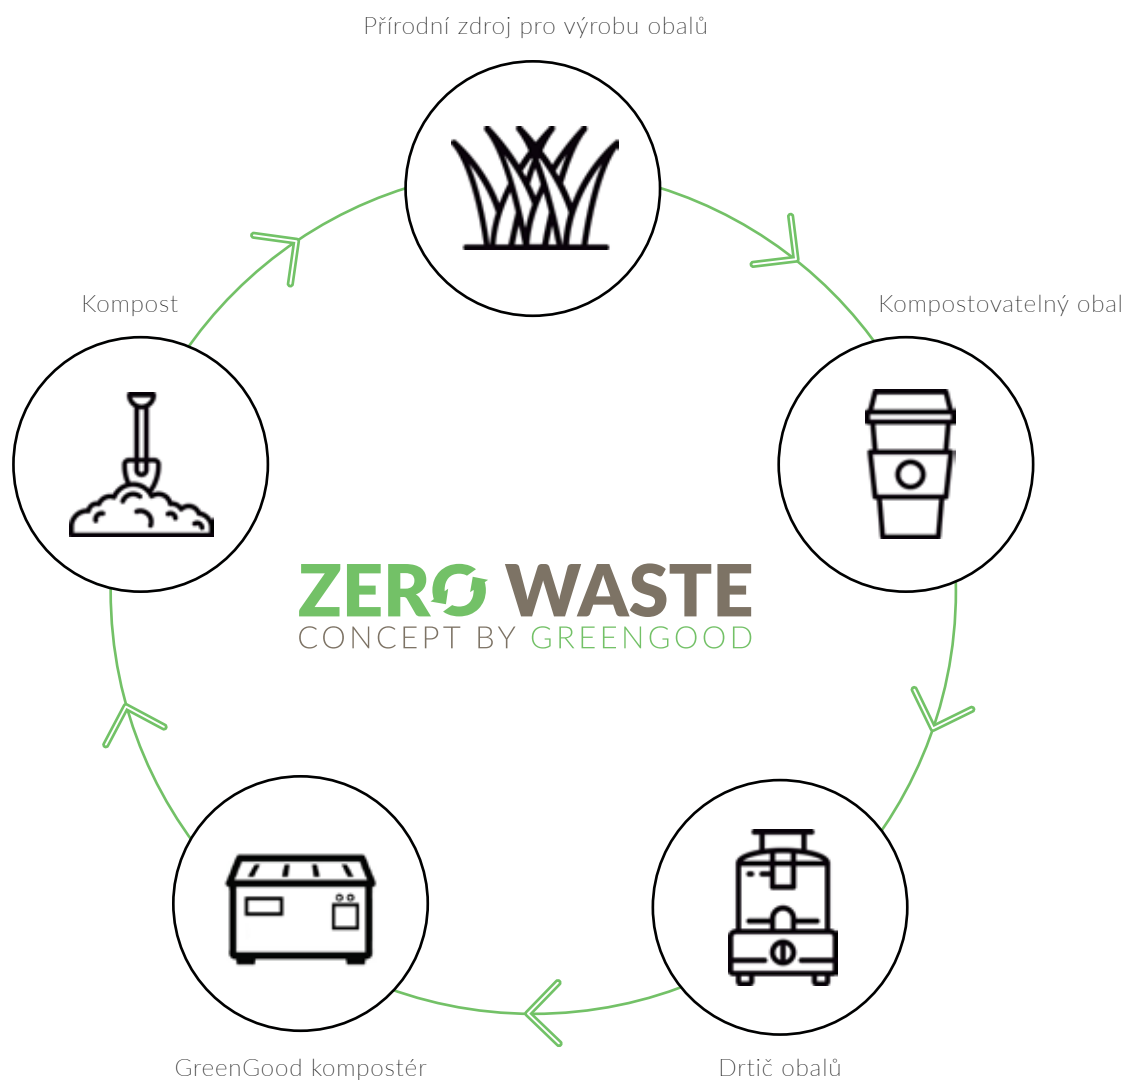 Přírodní zdroj pro výrobu obalů
Kompost
Kompostovatelný obal
ZERO WASTE
CONCEPT BY GREENGOOD
GreenGood kompostér
Drtič obalů